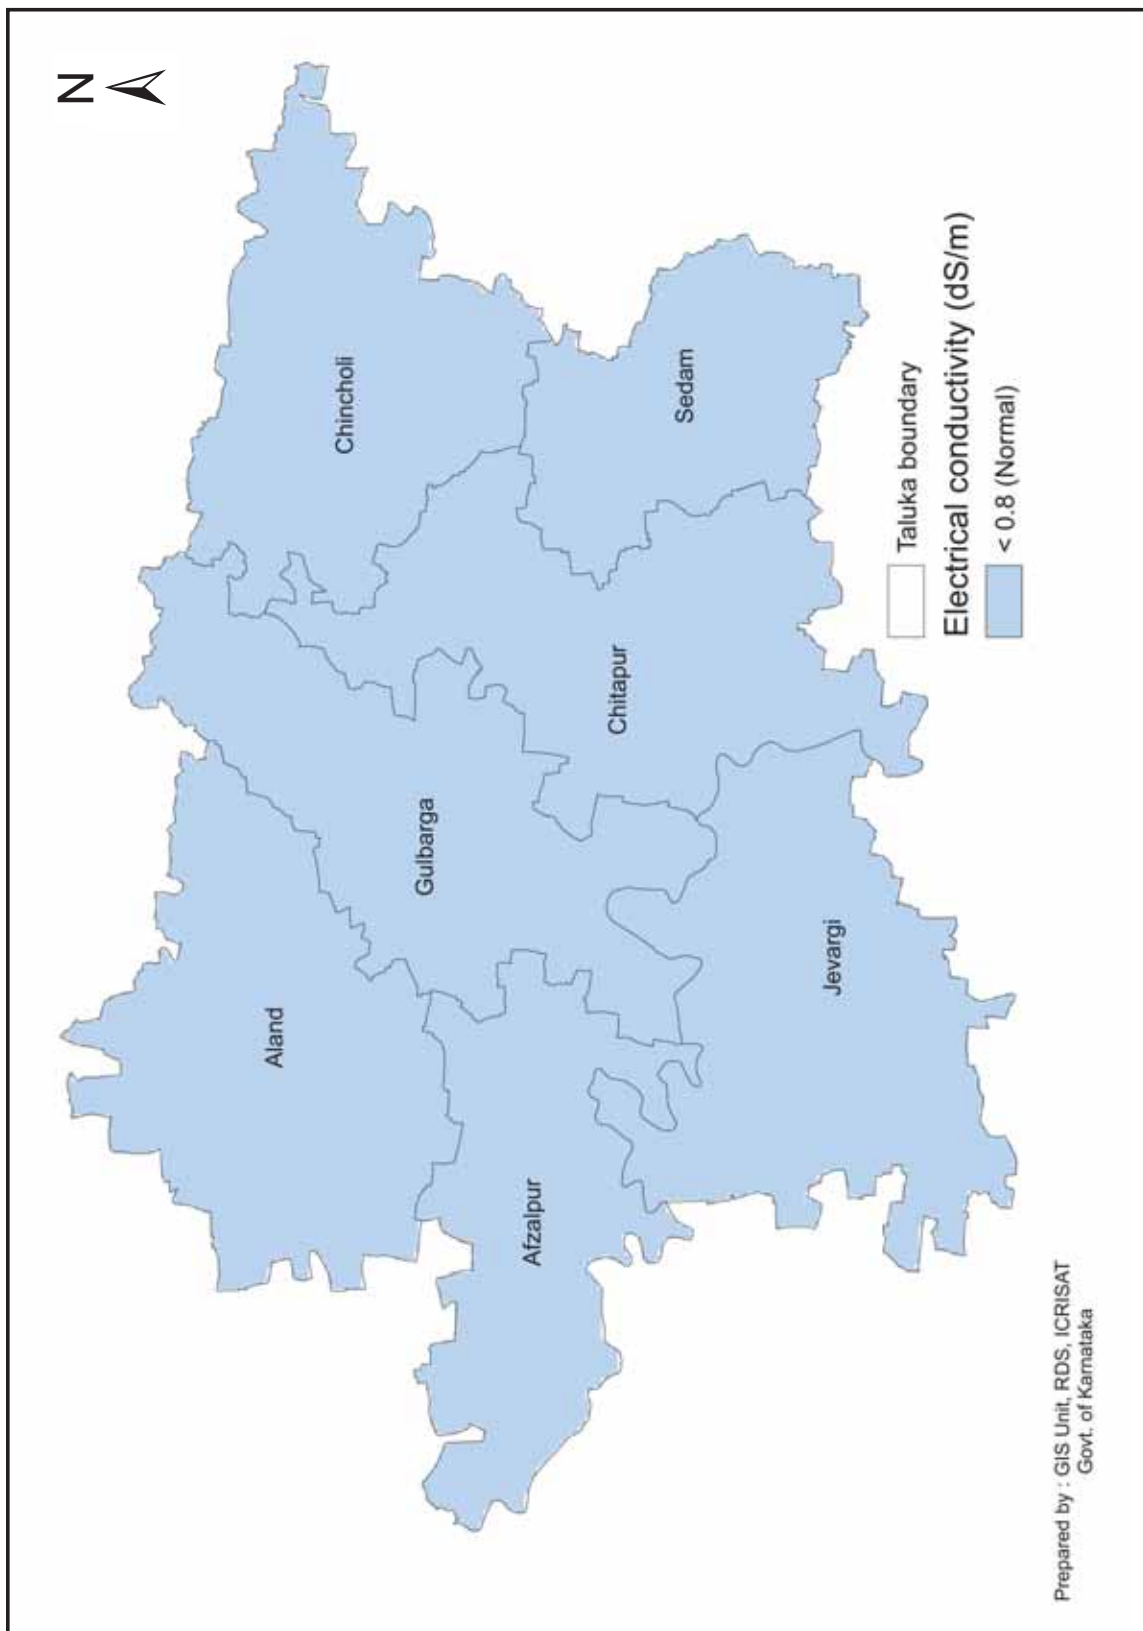 N
Chincholi
Sedam
Aland
Gulbarga
Chitapur
Afzalpur
Jevargi
Taluka boundary
Electrical conductivity (dS/m)
< 0.8 (Normal)
Prepared by : GIS Unit, RDS, ICRISAT
Govt. of Karnataka